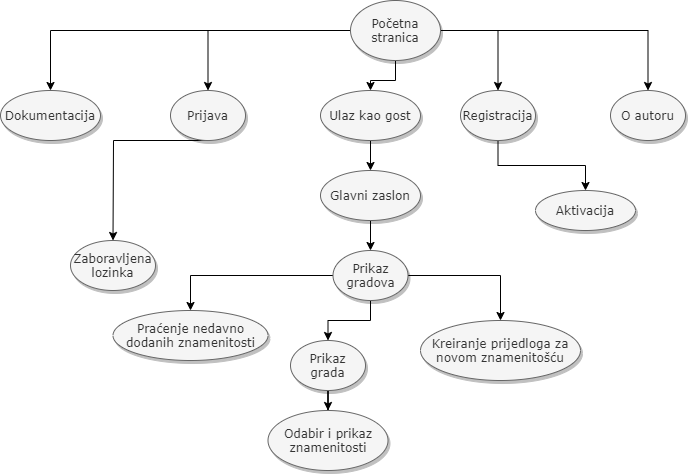 Početna
stranica
Dokumentacija
Prijava
Ulaz kao gost
Registracija
O autoru
Glavni zaslon
Aktivacija
Zaboravljena
lozinka
Prikaz
gradova
Praćenje nedavno
dodanih znamenitosti
Kreiranje prijedloga za
novom znamenitošću
Prikaz
grada
Odabir i prikaz
znamenitosti